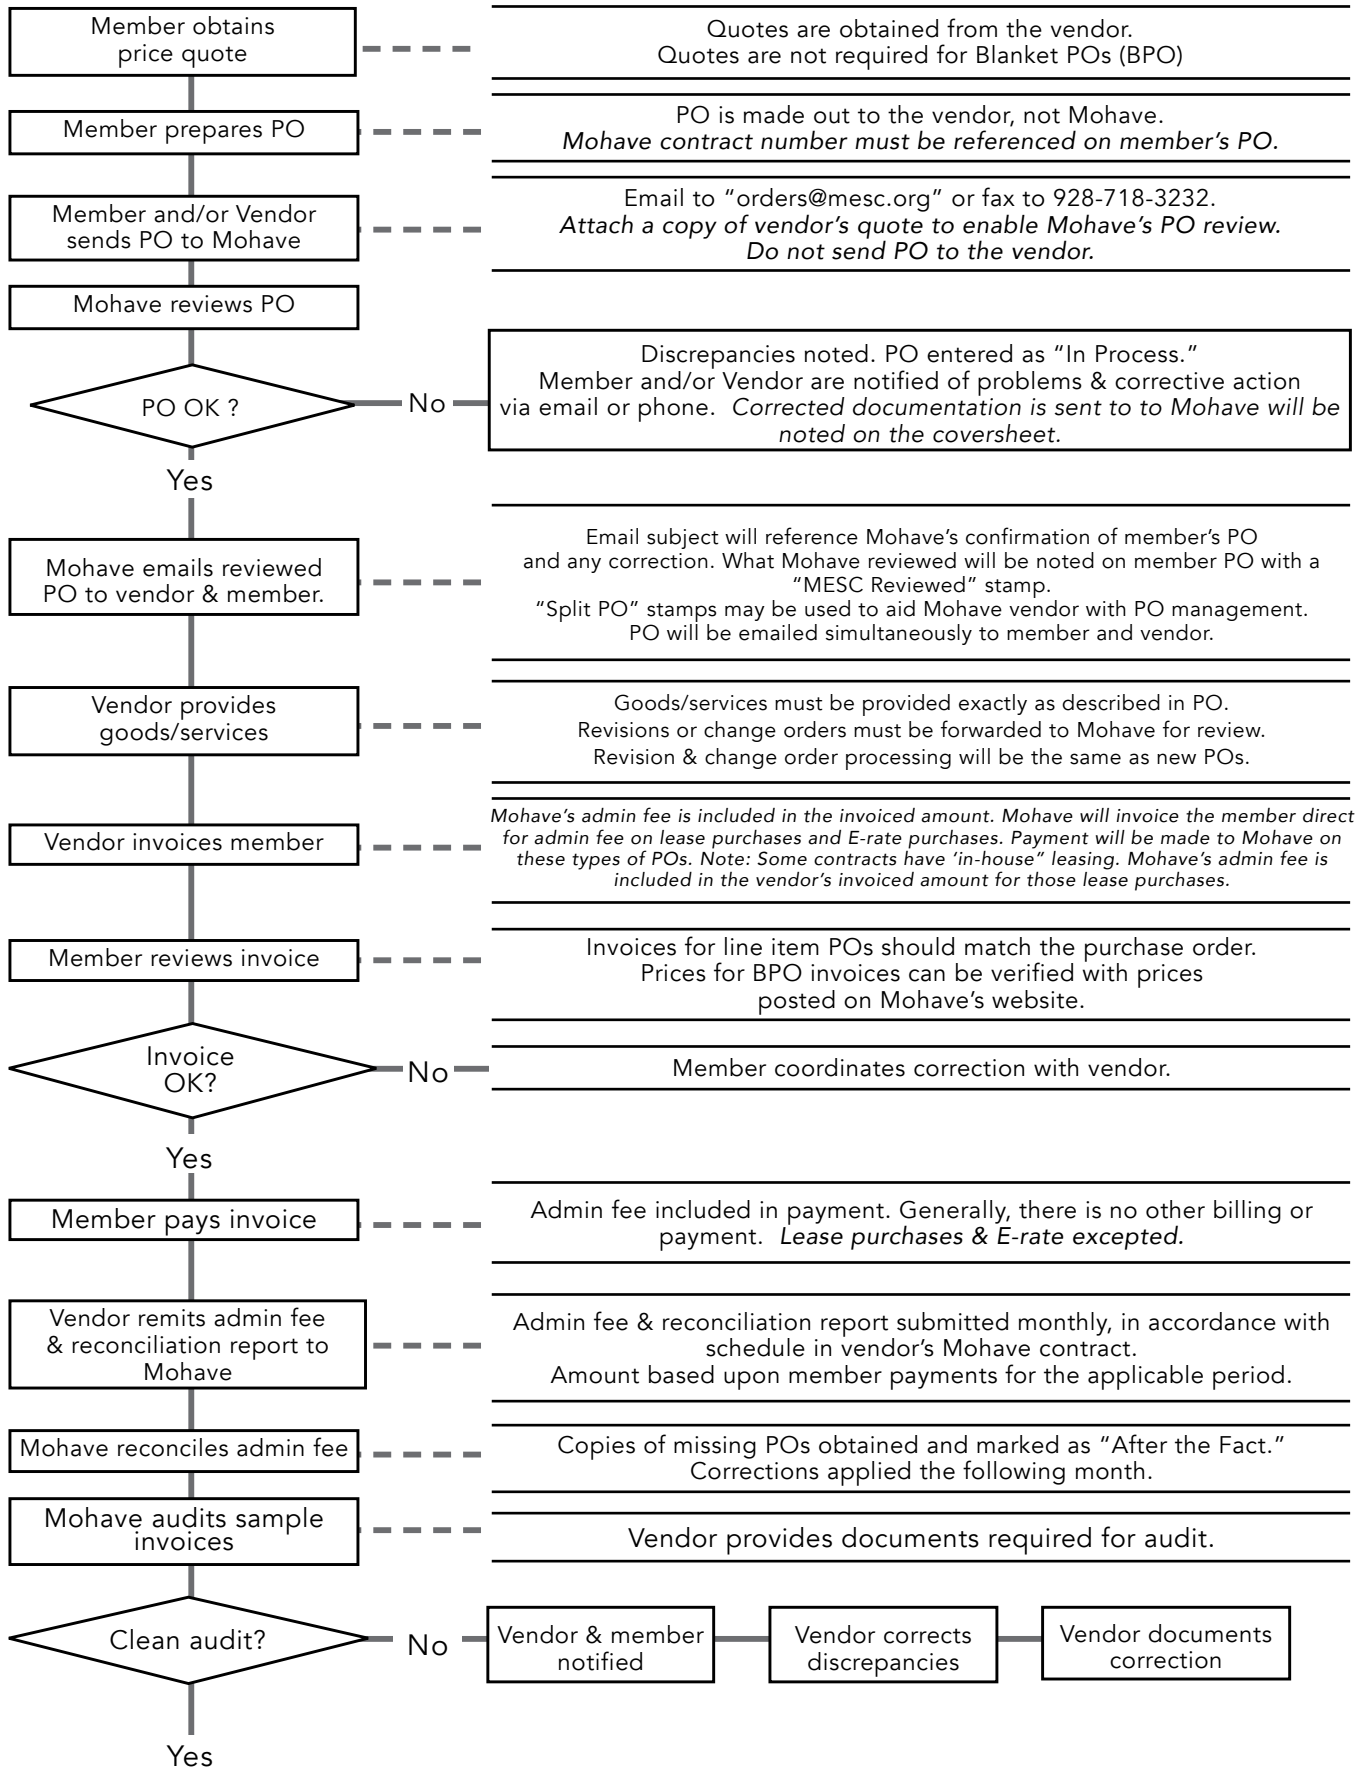 Member obtains
price quote
Quotes are obtained from the vendor.
Quotes are not required for Blanket POs (BPO)
Member prepares PO
PO is made out to the vendor, not Mohave.
Mohave contract number must be referenced on member’s PO.
Member and/or Vendor
sends PO to Mohave
Email to “orders@mesc.org” or fax to 928-718-3232.
Attach a copy of vendor’s quote to enable Mohave’s PO review.
Do not send PO to the vendor.
Mohave reviews PO
PO OK ?
No
Discrepancies noted. PO entered as “In Process.”
Member and/or Vendor are notified of problems & corrective action
via email or phone. Corrected documentation is sent to to Mohave will be
noted on the coversheet.
Yes
Mohave emails reviewed
PO to vendor & member.
Email subject will reference Mohave’s confirmation of member’s PO
and any correction. What Mohave reviewed will be noted on member PO with a
“MESC Reviewed” stamp.
“Split PO” stamps may be used to aid Mohave vendor with PO management.
PO will be emailed simultaneously to member and vendor.
Vendor provides
goods/services
Goods/services must be provided exactly as described in PO.
Revisions or change orders must be forwarded to Mohave for review.
Revision & change order processing will be the same as new POs.
Vendor invoices member
Mohave’s admin fee is included in the invoiced amount. Mohave will invoice the member direct
for admin fee on lease purchases and E-rate purchases. Payment will be made to Mohave on
these types of POs. Note: Some contracts have ‘in-house” leasing. Mohave’s admin fee is
included in the vendor’s invoiced amount for those lease purchases.
Member reviews invoice
Invoices for line item POs should match the purchase order.
Prices for BPO invoices can be verified with prices
posted on Mohave’s website.
Invoice
OK?
No
Member coordinates correction with vendor.
Yes
Member pays invoice
Admin fee included in payment. Generally, there is no other billing or
payment. Lease purchases & E-rate excepted.
Vendor remits admin fee
& reconciliation report to
Mohave
Admin fee & reconciliation report submitted monthly, in accordance with
schedule in vendor’s Mohave contract.
Amount based upon member payments for the applicable period.
Mohave reconciles admin fee
Copies of missing POs obtained and marked as “After the Fact.”
Corrections applied the following month.
Mohave audits sample
invoices
Vendor provides documents required for audit.
Clean audit?
No
Vendor & member
notified
Vendor corrects
discrepancies
Vendor documents
correction
Yes